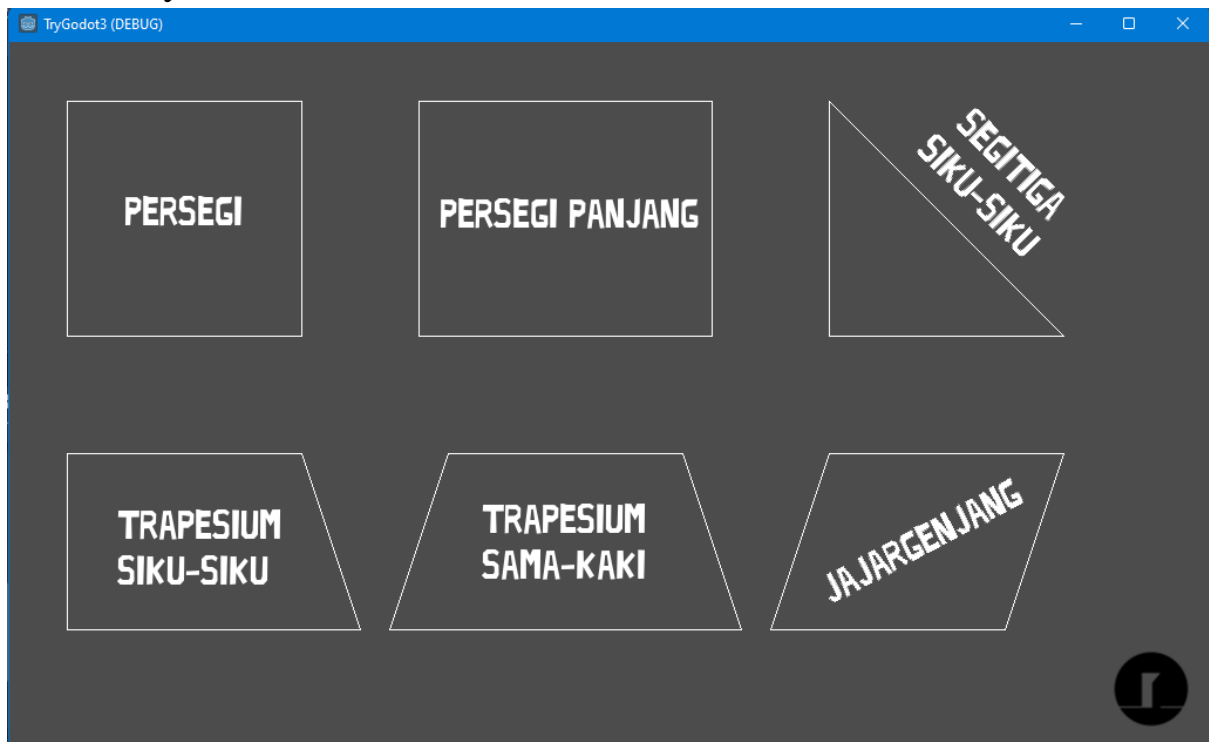 TryGodot3 (DEBUG)
PERSEGI
PERSEGI PANJANG
SEGITIGA
SIKU-SIKU
TRAPESIUM
SIKU-SIKU
TRAPESIUM
SAMA-KAKI
JAJARGENJANG